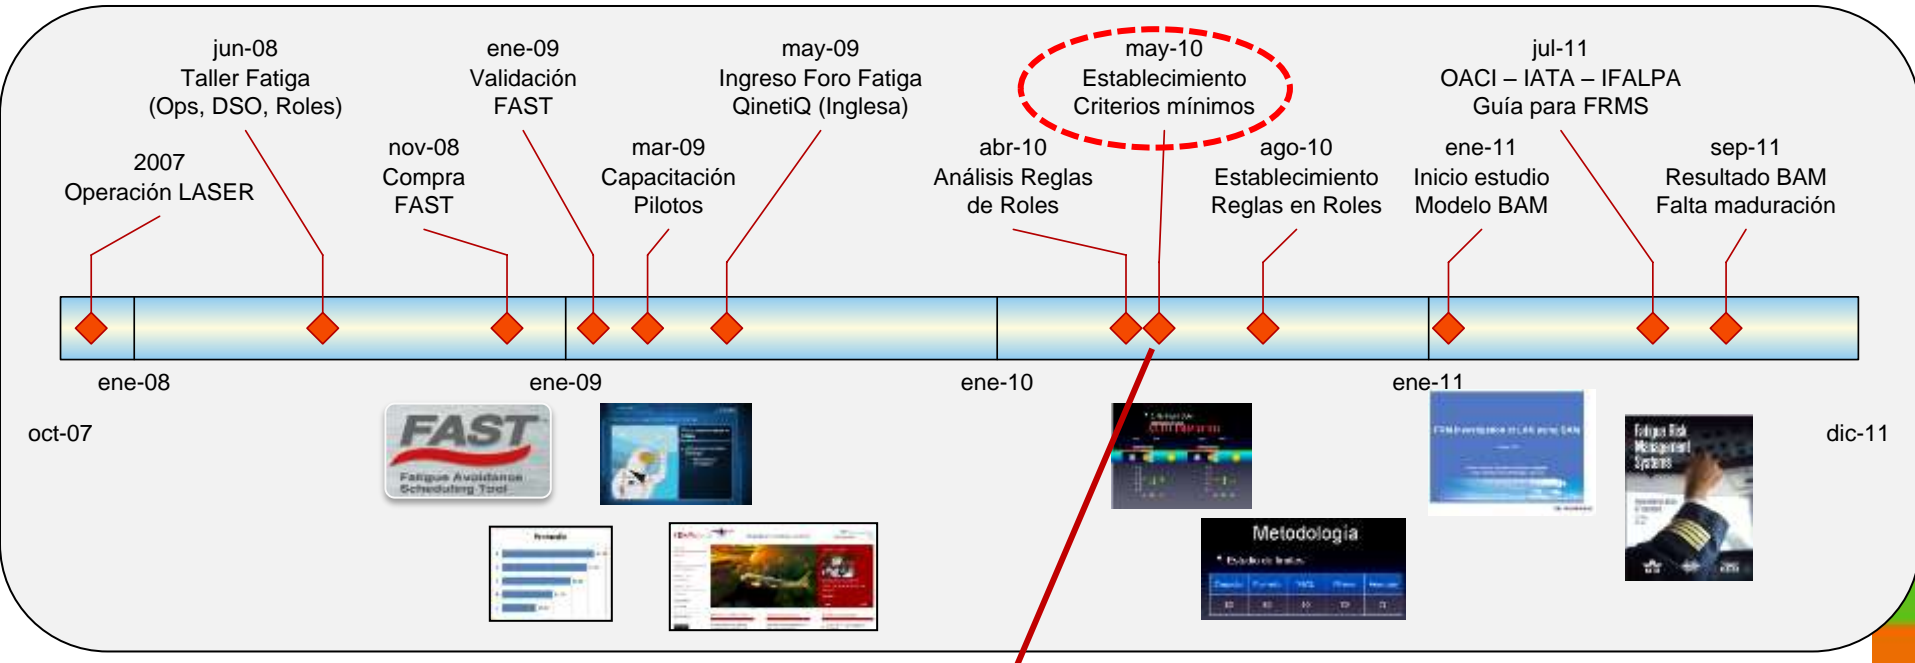 jun-08
Taller Fatiga
(Ops, DSO, Roles)
ene-09
Validación
FAST
may-09
Ingreso Foro Fatiga
QinetiQ (Inglesa)
may-10
Establecimiento
Criterios mínimos
jul-11
OACI – IATA – IFALPA
Guía para FRMS
2007
Operación LASER
nov-08
Compra
FAST
mar-09
Capacitación
Pilotos
abr-10
Análisis Reglas
de Roles
ago-10
Establecimiento
Reglas en Roles
ene-11
Inicio estudio
Modelo BAM
sep-11
Resultado BAM
Falta maduración
ene-08
ene-09
ene-10
ene-11
oct-07
dic-11
FAST
Fatigue Avoidance
Scheduling Tool
Fatigue Risk
Management
Systems
Metodología
Estudio de límites